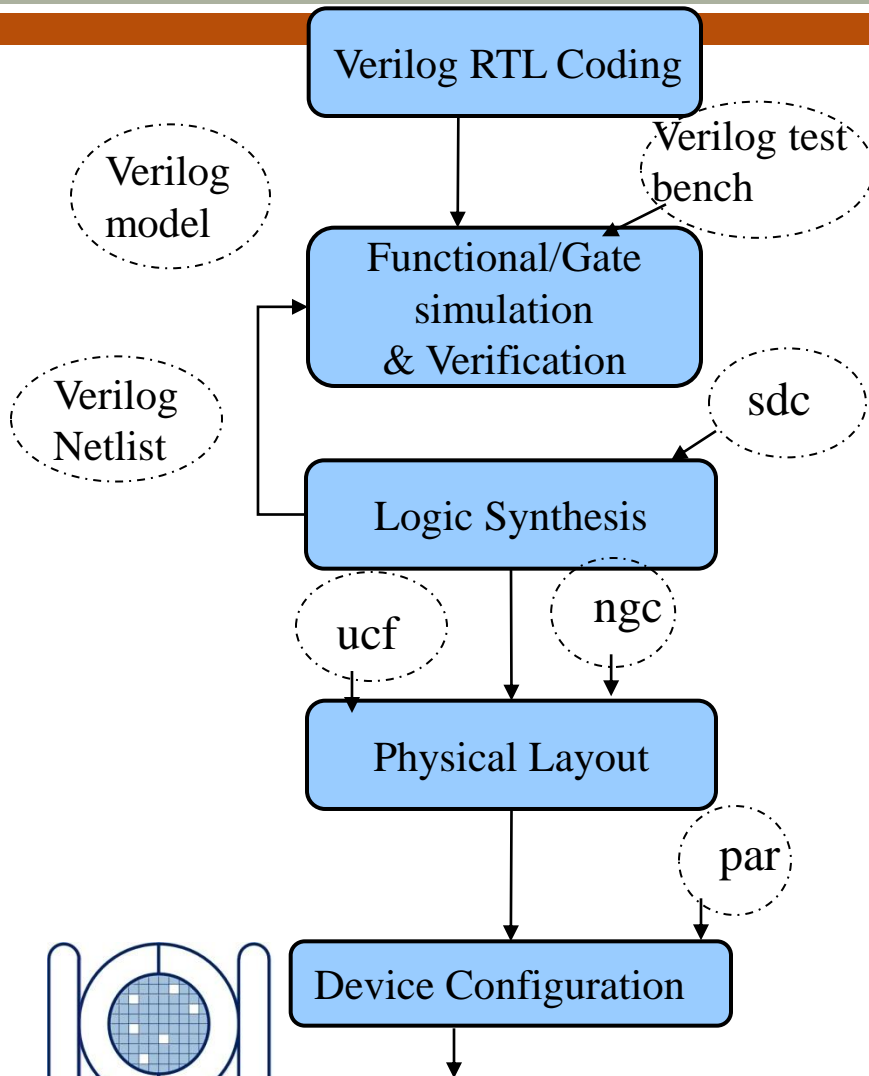 Verilog RTL Coding
Verilog test
bench
Verilog
model
Functional/Gate
simulation
& Verification
Verilog
Netlist
sdc
Logic Synthesis
ucf
ngc
Physical Layout
par
Device Configuration